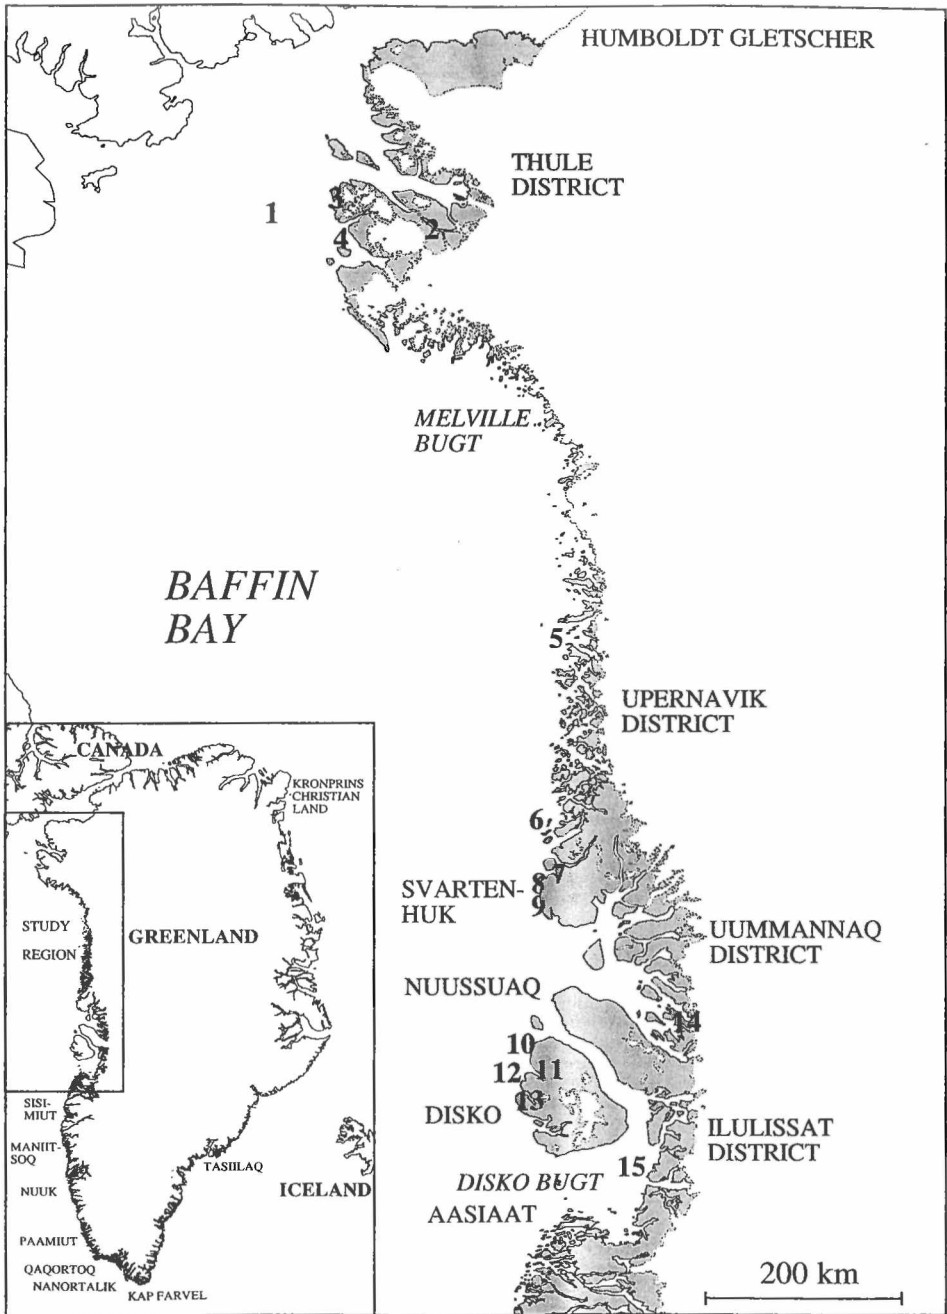 HUMBOLDT GLETSCHER
THULE
DISTRICT
1
3
2
4
MELVILLE
BUGT
BAFFIN
BAY
5
UPERNAVIK
DISTRICT
6
7
8
9
SVARTEN-
HUK
UUMMANNAQ
DISTRICT
NUUSSUAQ
14
10
11
12
13
DISKO
ILULISSAT
DISTRICT
15
DISKO BUGT
AASIAAT
200 km
CANADA
KRONPRINS
CHRISTIAN
LAND
STUDY
REGION
GREENLAND
SISI-
MIUT
MANIIT-
SOQ
NUUK
TASIILAQ
ICELAND
PAAMIUT
QAQORTOQ
NANORTALIK
KAP FARVEL